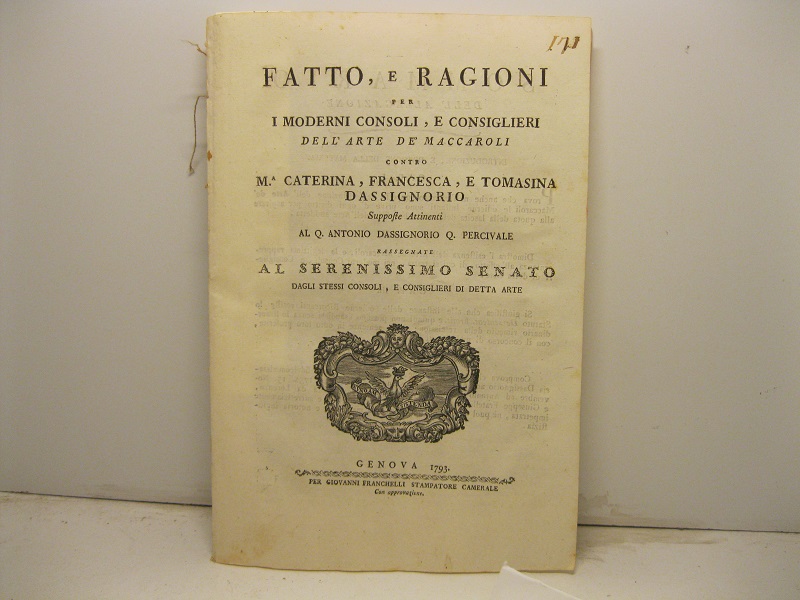 FATTO, E RAGIONI
PER
I MODERNI CONSOLI, E CONSIGLIERI
DELL' ARTE DE' MACCAROLI
CONTRO
M.ᴬ CATERINA, FRANCESCA, E TOMASINA
DASSIGNORIO
Supposte Attinenti
AL Q. ANTONIO DASSIGNORIO Q. PERCIVALE
RASSEGNATE
AL SERENISSIMO SENATO
DAGLI STESSI CONSOLI, E CONSIGLIERI DI DETTA ARTE
GENOVA 1793.
PER GIOVANNI FRANCHELLI STAMPATORE CAMERALE
Con approvazione.